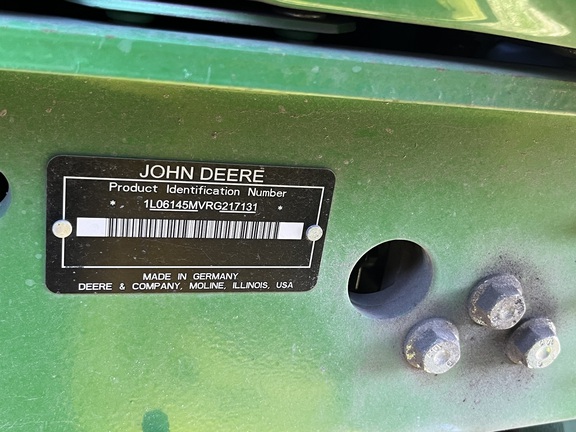 JOHN DEERE
Product Identification Number
* 1L06145MVRG217131 *
MADE IN GERMANY
DEERE & COMPANY, MOLINE, ILLINOIS, USA